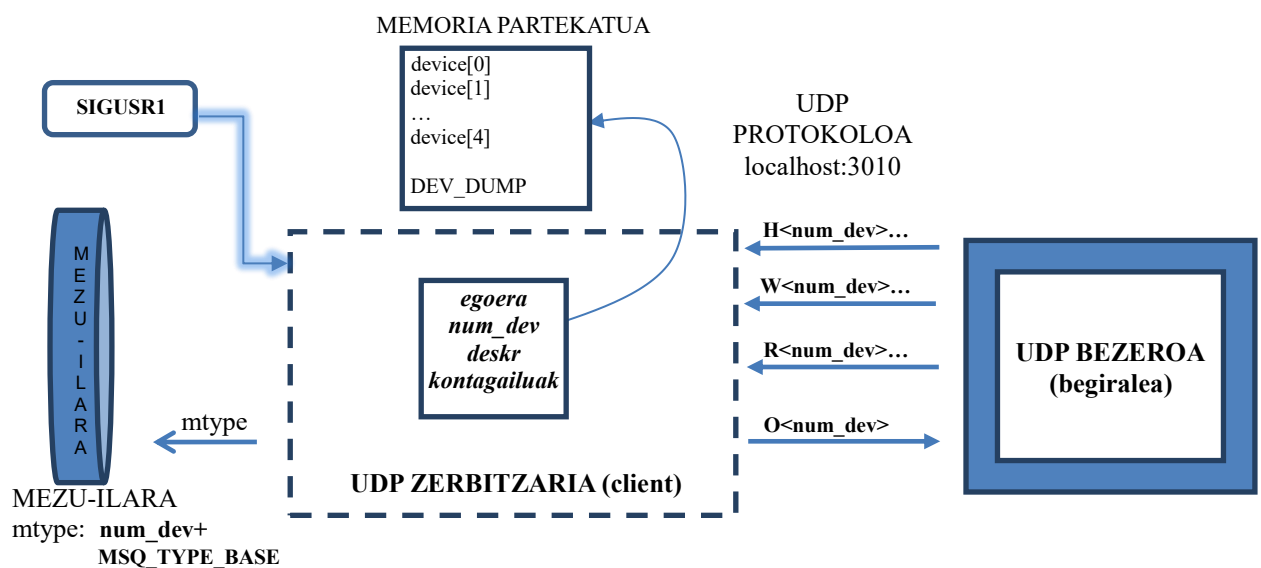 MEMORIA PARTEKATUA
device[0]
device[1]
…
device[4]
DEV_DUMP
SIGUSR1
UDP
PROTOKOLOA
localhost:3010
MEZU-ILARA
H<num_dev>…
W<num_dev>…
R<num_dev>…
O<num_dev>
egoera
num_dev
deskr
kontagailuak
UDP BEZEROA
(begiralea)
mtype
UDP ZERBITZARIA (client)
MEZU-ILARA
mtype: num_dev+
MSQ_TYPE_BASE